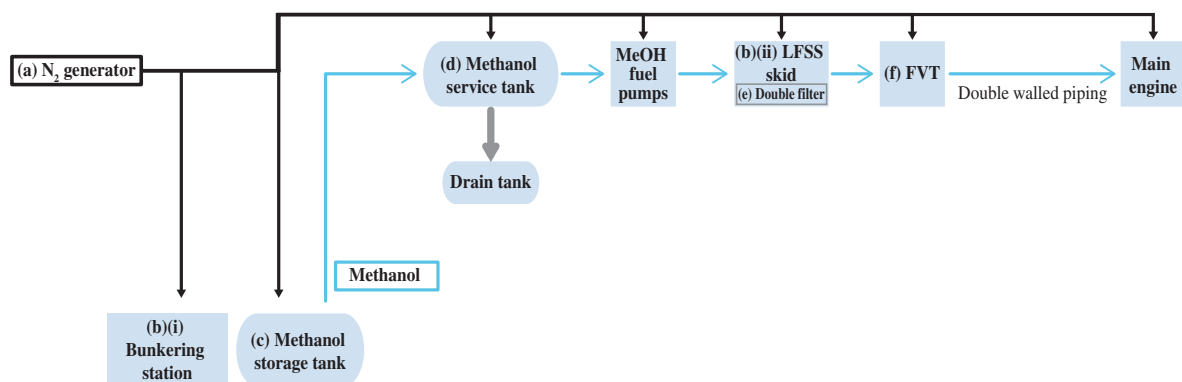 (a) N₂ generator
(d) Methanol
service tank
MeOH
fuel
pumps
(b)(ii) LFSS
skid
(e) Double filter
(f) FVT
Double walled piping
Main
engine
Drain tank
Methanol
(b)(i)
Bunkering
station
(c) Methanol
storage tank